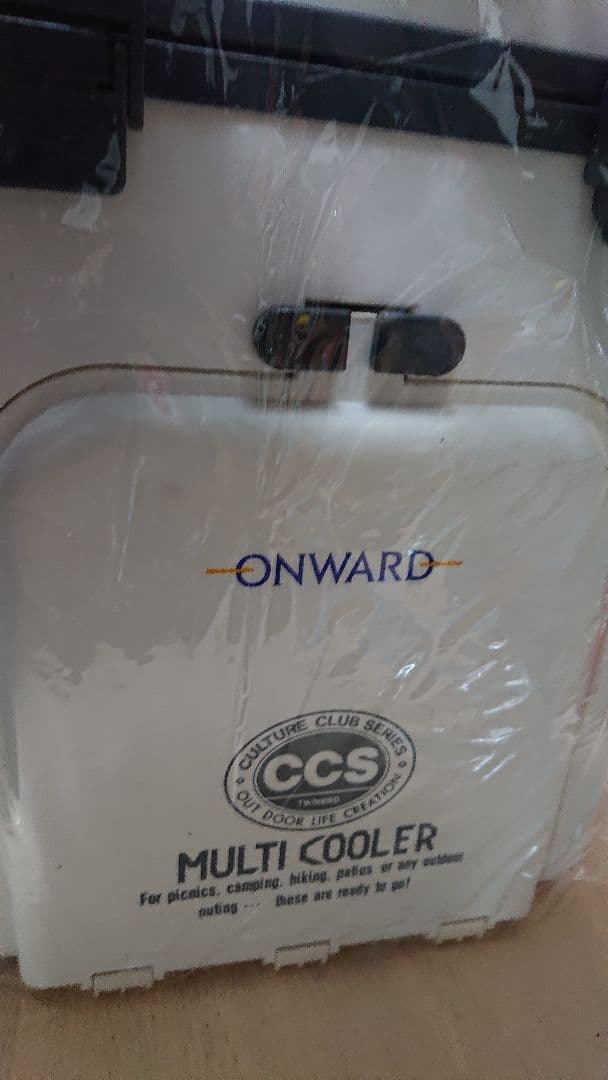 ONWARD
CULTURE CLUB SERIES
CCS
TWINBIRD
OUT DOOR LIFE CREATION
MULTI COOLER
For picnics, camping, hiking, patios or any outdoor
outing ... these are ready to go!